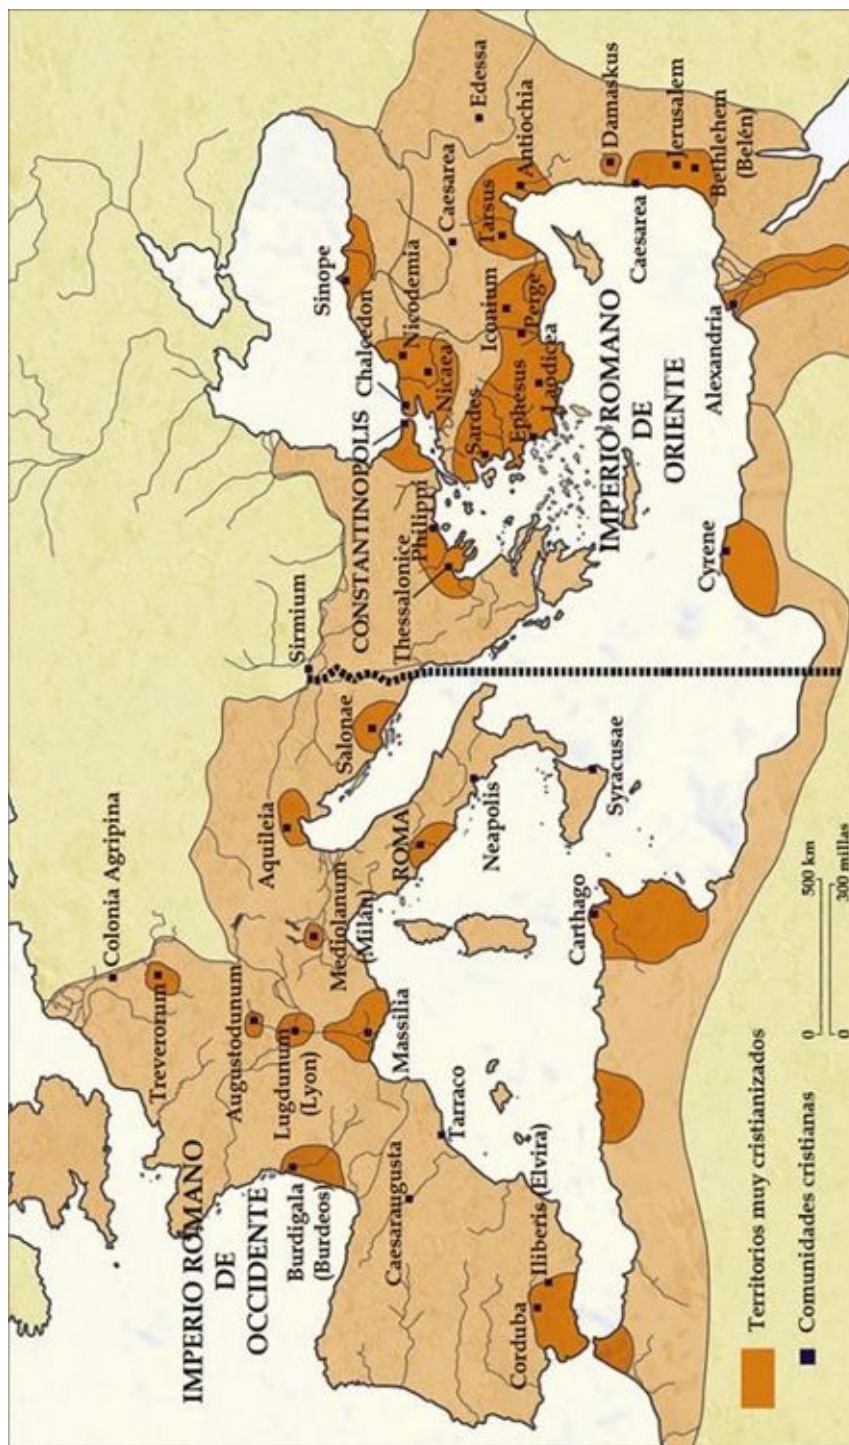 Colonia Agripina
Treverorum
Augustodunum
Lugdunum
(Lyon)
IMPERIO ROMANO
DE
OCCIDENTE
Burdigala
(Burdeos)
Mediolanum
(Milán)
Massilia
Aquileia
Salonae
Sirmium
ROMA
Neapolis
Syracusae
Caesaraugusta
Tarraco
Corduba
Iliberis (Elvira)
Carthago
CONSTANTINOPOLIS
Philippi
Thessalonice
Sinope
Chalcedon
Nicodemia
Nicaea
Caesarea
Edessa
Sardes
Ephesus
Laodicea
Iconium
Perge
Tarsus
Antiochia
Damaskus
IMPERIO ROMANO
DE
ORIENTE
Caesarea
Jerusalem
Bethlehem
(Belén)
Alexandria
Cyrene
Territorios muy cristianizados
Comunidades cristianas
0 500 km
0 300 millas